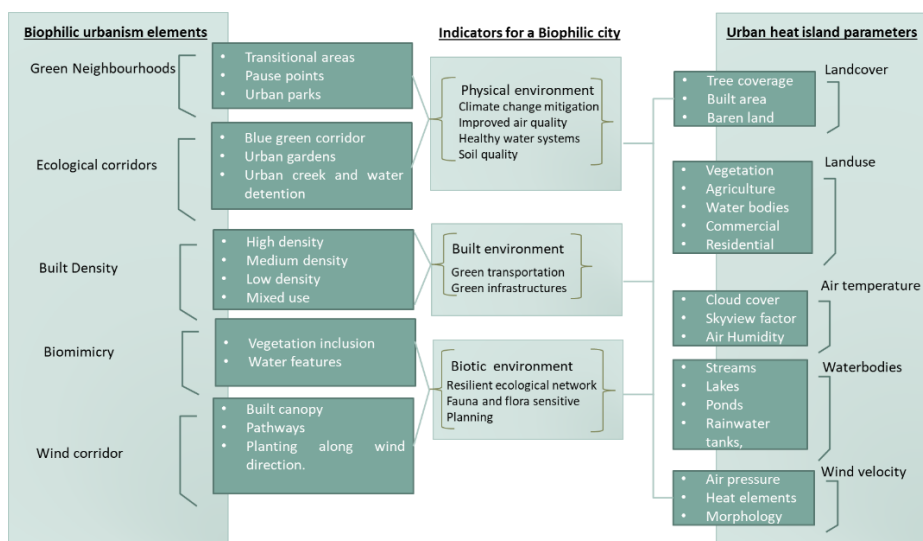 Biophilic urbanism elements
Green Neighbourhoods
Transitional areas
Pause points
Urban parks
Ecological corridors
Blue green corridor
Urban gardens
Urban creek and water
detention
Built Density
High density
Medium density
Low density
Mixed use
Biomimicry
Vegetation inclusion
Water features
Wind corridor
Built canopy
Pathways
Planting along wind
direction.
Indicators for a Biophilic city
Physical environment
Climate change mitigation
Improved air quality
Healthy water systems
Soil quality
Built environment
Green transportation
Green infrastructures
Biotic environment
Resilient ecological network
Fauna and flora sensitive
Planning
Urban heat island parameters
Landcover
Tree coverage
Built area
Baren land
Landuse
Vegetation
Agriculture
Water bodies
Commercial
Residential
Air temperature
Cloud cover
Skyview factor
Air Humidity
Waterbodies
Streams
Lakes
Ponds
Rainwater
tanks,
Wind velocity
Air pressure
Heat elements
Morphology